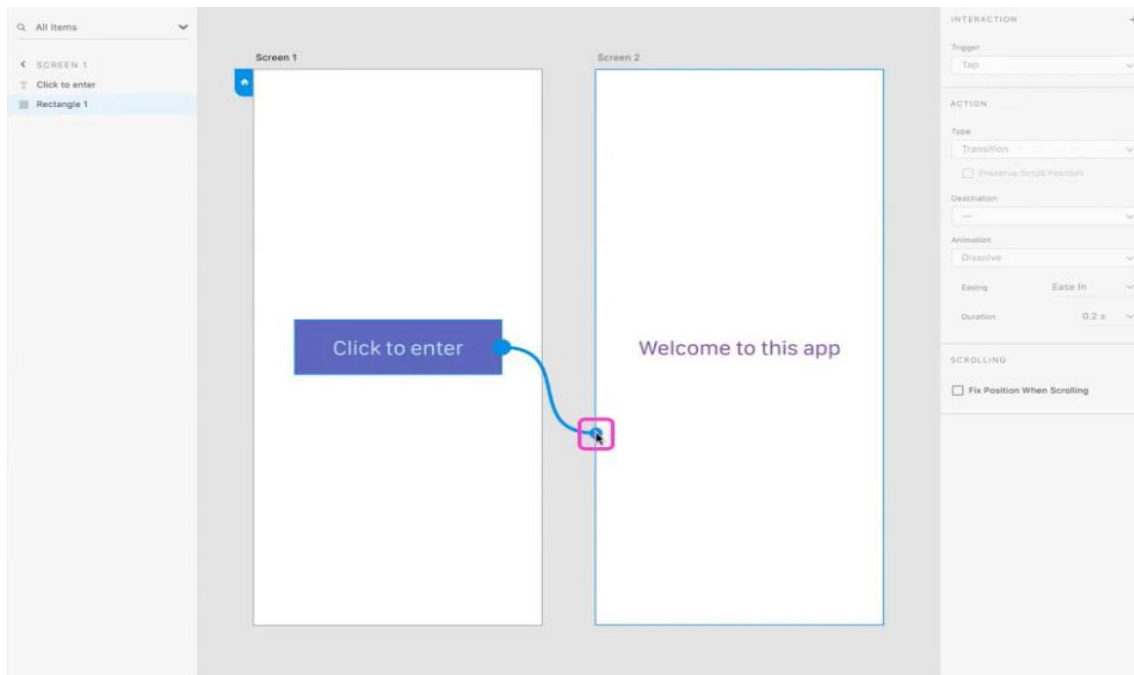 All Items
SCREEN 1
Click to enter
Rectangle 1
Screen 1
Click to enter
Screen 2
Welcome to this app
INTERACTION
Trigger
Tap
ACTION
Type
Transition
Preserve Scroll Position
Destination
—
Animation
Dissolve
Easing Ease In
Duration 0.2 s
SCROLLING
Fix Position When Scrolling